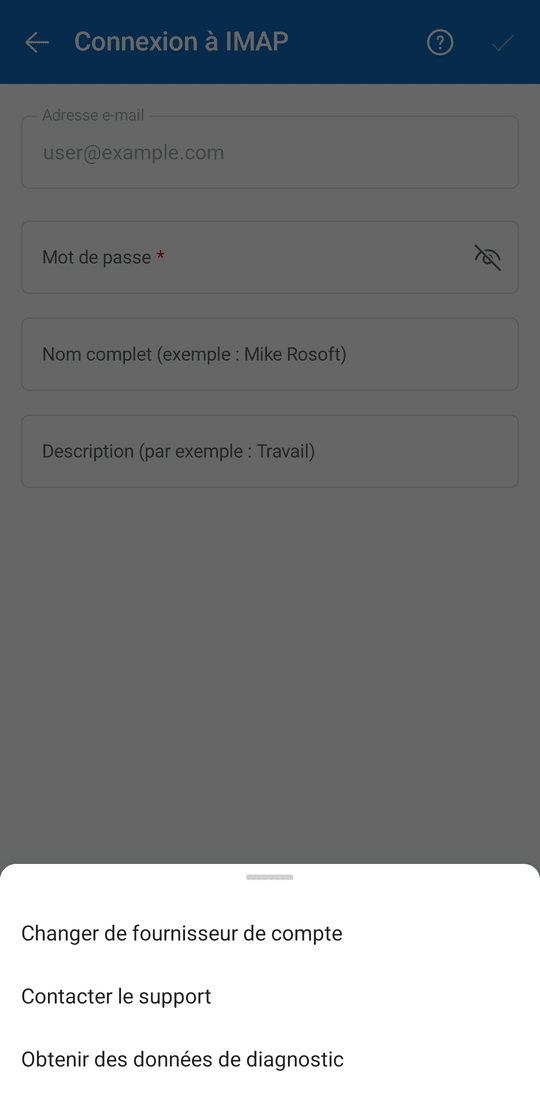 Connexion à IMAP
Adresse e-mail
user@example.com
Mot de passe *
Nom complet (exemple : Mike Rosoft)
Description (par exemple : Travail)
Changer de fournisseur de compte
Contacter le support
Obtenir des données de diagnostic